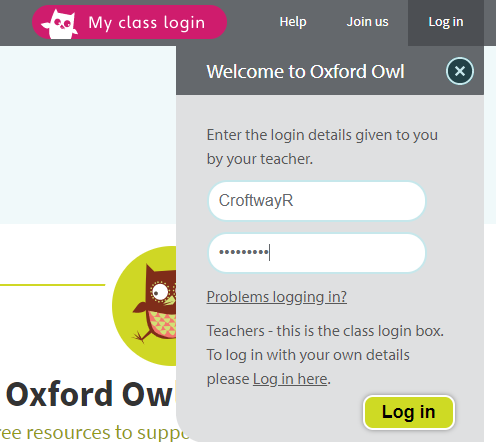 My class login
Help
Join us
Log in
Welcome to Oxford Owl
Enter the login details given to you
by your teacher.
CroftwayR
•••••••••
Problems logging in?
Teachers - this is the class login box.
To log in with your own details
please Log in here.
Log in
Oxford Ow
ree resources to suppo